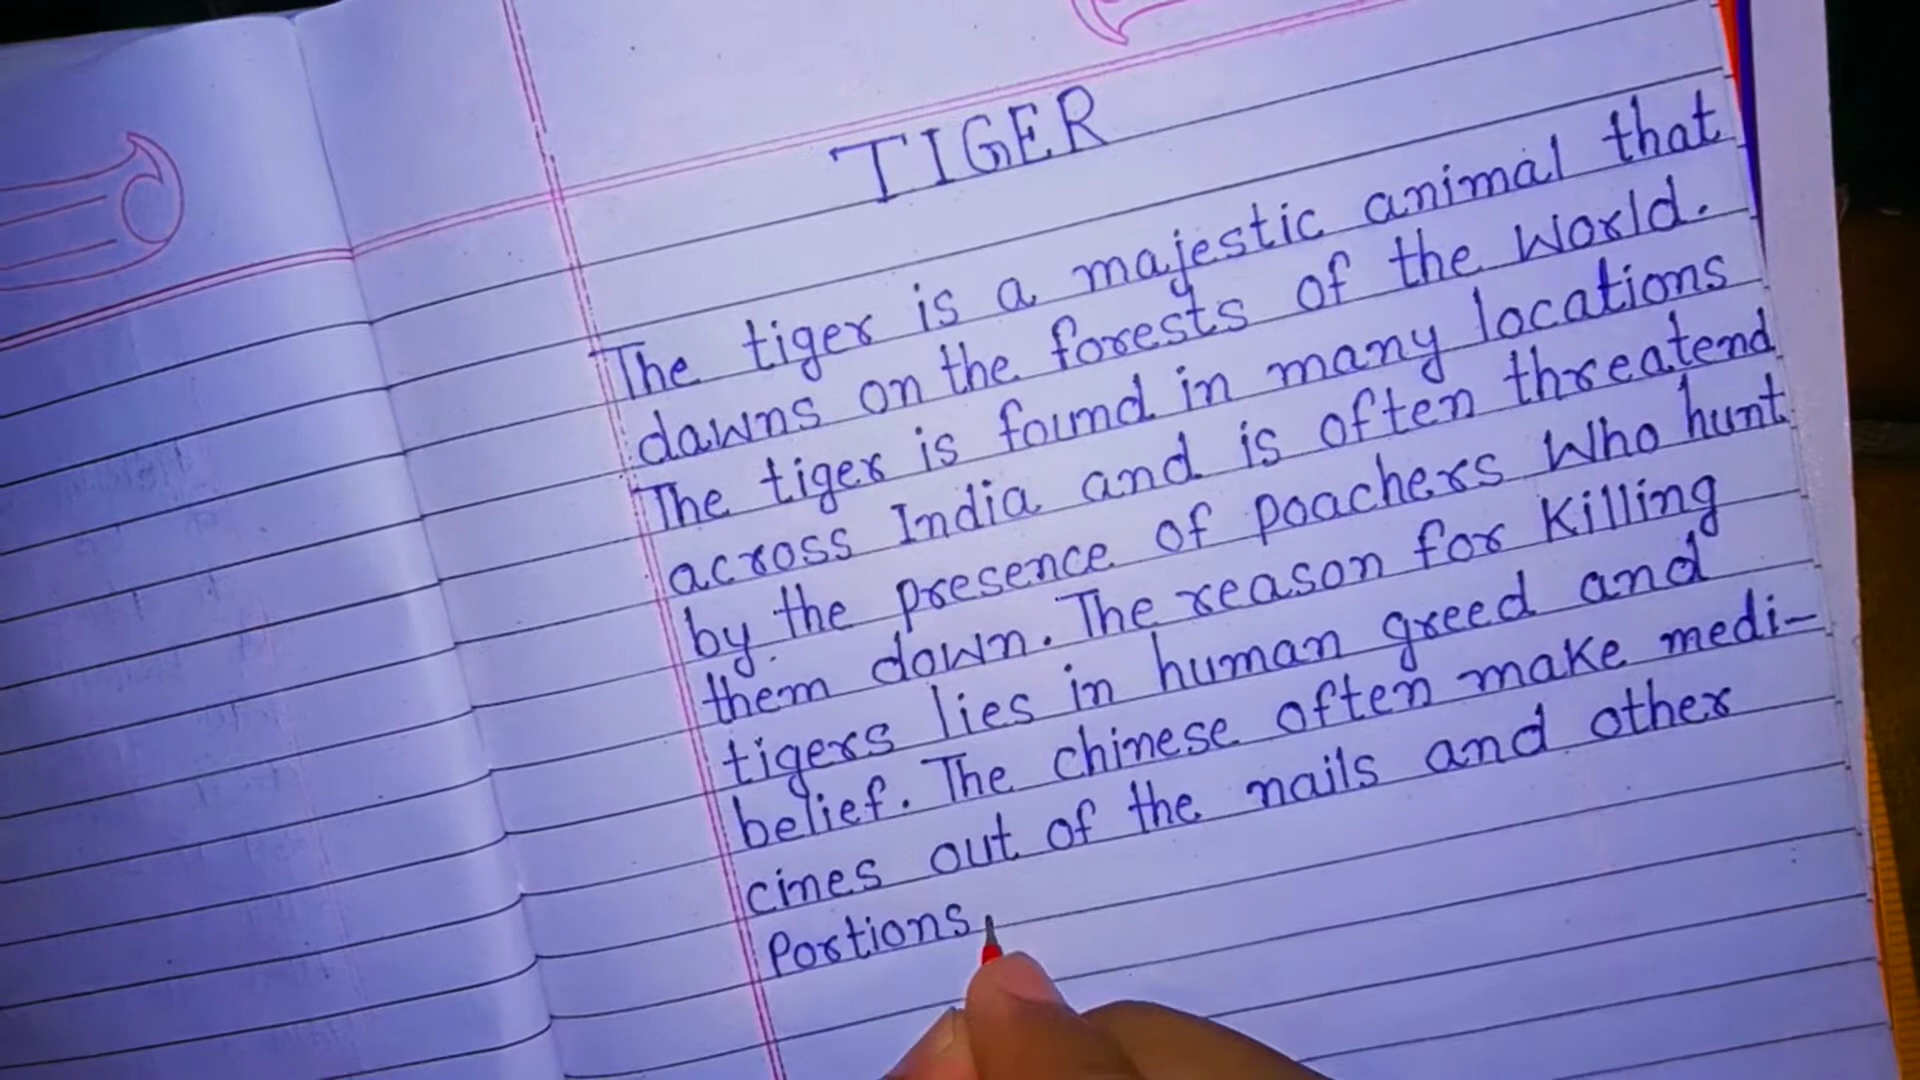 TIGER
The tiger is a majestic animal that
dawns on the forests of the World.
The tiger is found in many locations
across India and is often threatend
by the presence of poachers Who hunt
them down. The reason for Killing
tigers lies in human greed and
belief. The chinese often make medi-
cines out of the nails and other
Portions